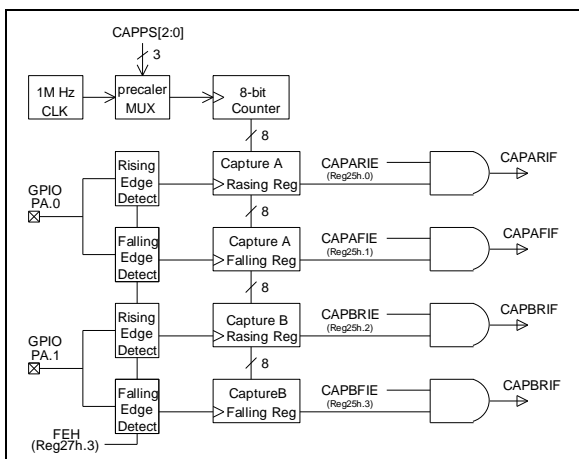 CAPPS[2:0]
3
1M Hz
CLK
precaler
MUX
8-bit
Counter
8
GPIO
PA.0
Rising
Edge
Detect
Capture A
Rasing Reg
CAPARIE
(Reg25h.0)
CAPARIF
8
Falling
Edge
Detect
Capture A
Falling Reg
CAPAFIE
(Reg25h.1)
CAPAFIF
8
GPIO
PA.1
Rising
Edge
Detect
Capture B
Rasing Reg
CAPBRIE
(Reg25h.2)
CAPBRIF
8
Falling
Edge
Detect
CaptureB
Falling Reg
CAPBFIE
(Reg25h.3)
CAPBRIF
FEH
(Reg27h.3)